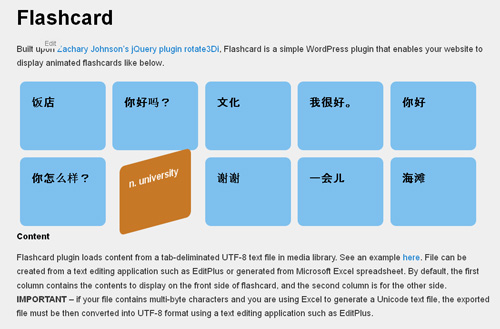 Flashcard
Edit
Built upon Zachary Johnson's jQuery plugin rotate3Di, Flashcard is a simple WordPress plugin that enables your website to
display animated flashcards like below.
饭店 你好吗？ 文化 我很好。 你好
你怎么样？ n. university 谢谢 一会儿 海滩
Content
Flashcard plugin loads content from a tab-deliminated UTF-8 text file in media library. See an example here. File can be
created from a text editing application such as EditPlus or generated from Microsoft Excel spreadsheet. By default, the first
column contains the contents to display on the front side of flashcard, and the second column is for the other side.
IMPORTANT – if your file contains multi-byte characters and you are using Excel to generate a Unicode text file, the exported
file must be then converted into UTF-8 format using a text editing application such as EditPlus.